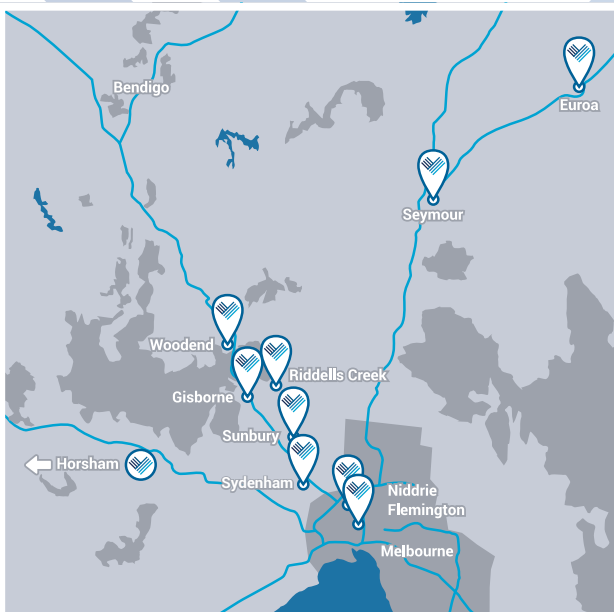 Bendigo
Euroa
Seymour
Woodend
Riddells Creek
Gisborne
Sunbury
Horsham
Sydenham
Niddrie
Flemington
Melbourne